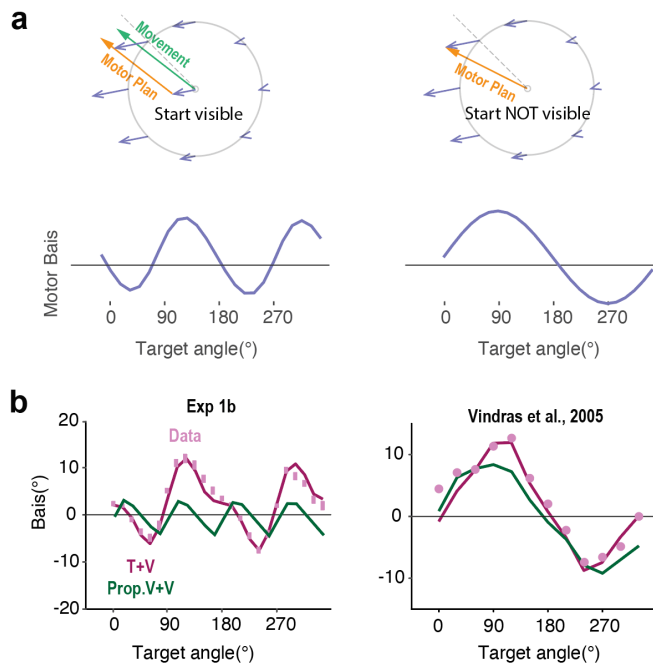 a
Movement
Motor Plan
Start visible
Motor Plan
Start NOT visible
Motor Bais
0 90 180 270
Target angle(°)
0 90 180 270
Target angle(°)
b
Exp 1b
Vindras et al., 2005
Bais(°)
20
10
0
-10
-20
Data
T+V
Prop.V+V
0 90 180 270
Target angle(°)
10
0
-10
0 90 180 270
Target angle(°)